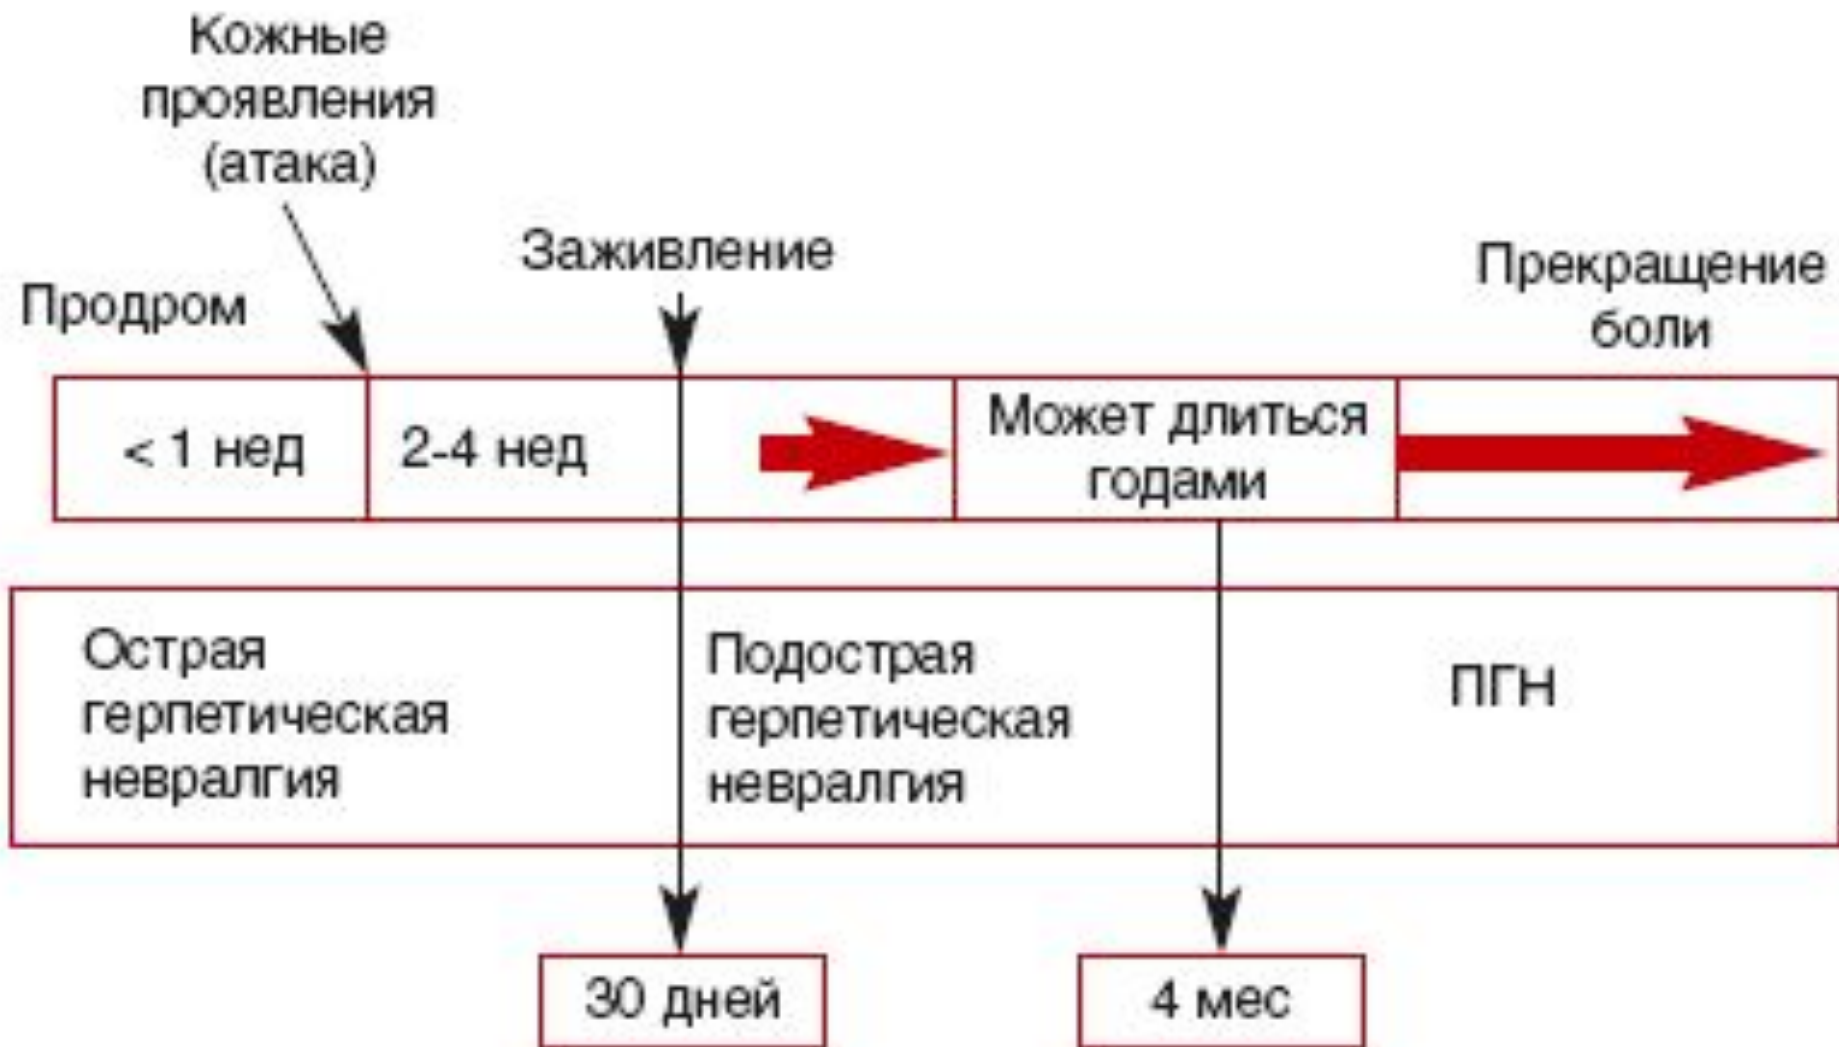 Кожные
проявления
(атака)
Заживление
Прекращение
боли
Продром
< 1 нед
2-4 нед
Может длиться
годами
Острая
герпетическая
невралгия
Подострая
герпетическая
невралгия
ПГН
30 дней
4 мес